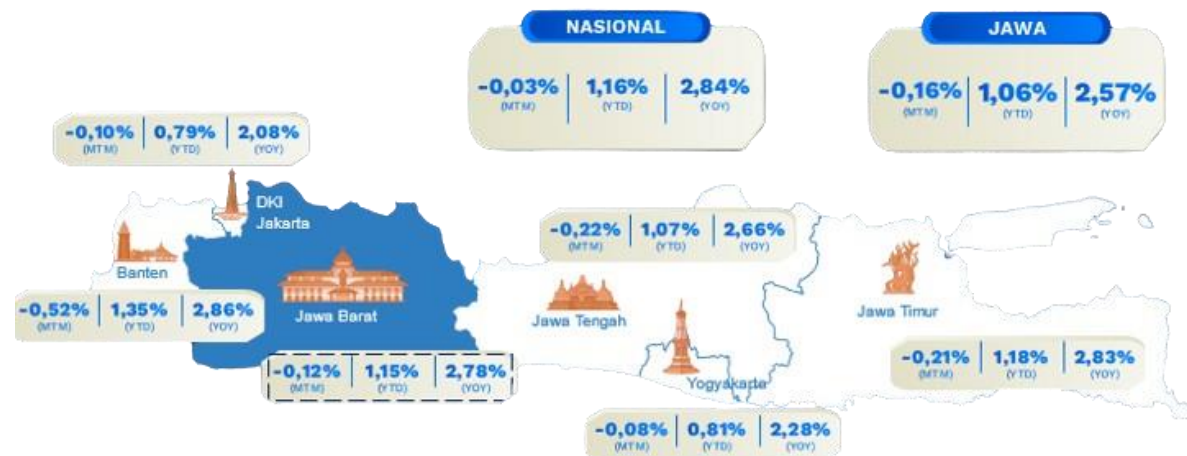 NASIONAL
-0,03% 1,16% 2,84%
(MTM) (YTD) (YOY)
JAWA
-0,16% 1,06% 2,57%
(MTM) (YTD) (YOY)
-0,10% 0,79% 2,08%
(MTM) (YTD) (YOY)
DKI
Jakarta
Banten
-0,52% 1,35% 2,86%
(MTM) (YTD) (YOY)
Jawa Barat
-0,12% 1,15% 2,78%
(MTM) (YTD) (YOY)
-0,22% 1,07% 2,66%
(MTM) (YTD) (YOY)
Jawa Tengah
Yogyakarta
-0,08% 0,81% 2,28%
(MTM) (YTD) (YOY)
Jawa Timur
-0,21% 1,18% 2,83%
(MTM) (YTD) (YOY)